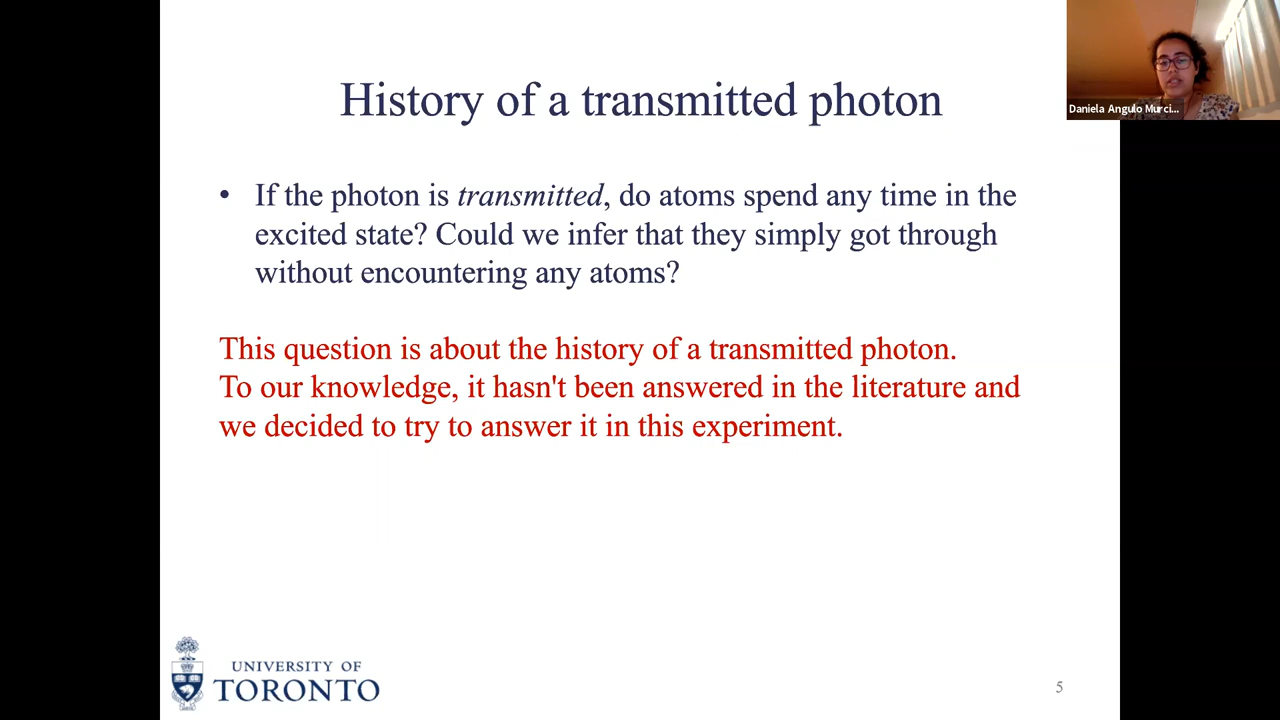 History of a transmitted photon
Daniela Angulo Murci...
• If the photon is transmitted, do atoms spend any time in the
excited state? Could we infer that they simply got through
without encountering any atoms?
This question is about the history of a transmitted photon.
To our knowledge, it hasn't been answered in the literature and
we decided to try to answer it in this experiment.
UNIVERSITY OF
TORONTO
5